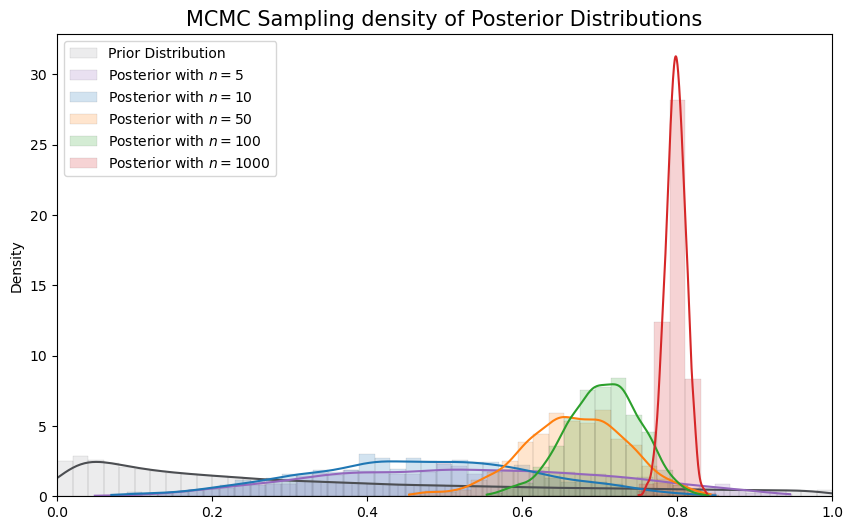 MCMC Sampling density of Posterior Distributions
Prior Distribution
Posterior with n = 5
Posterior with n = 10
Posterior with n = 50
Posterior with n = 100
Posterior with n = 1000
Density
30
25
20
15
10
5
0
0.0 0.2 0.4 0.6 0.8 1.0